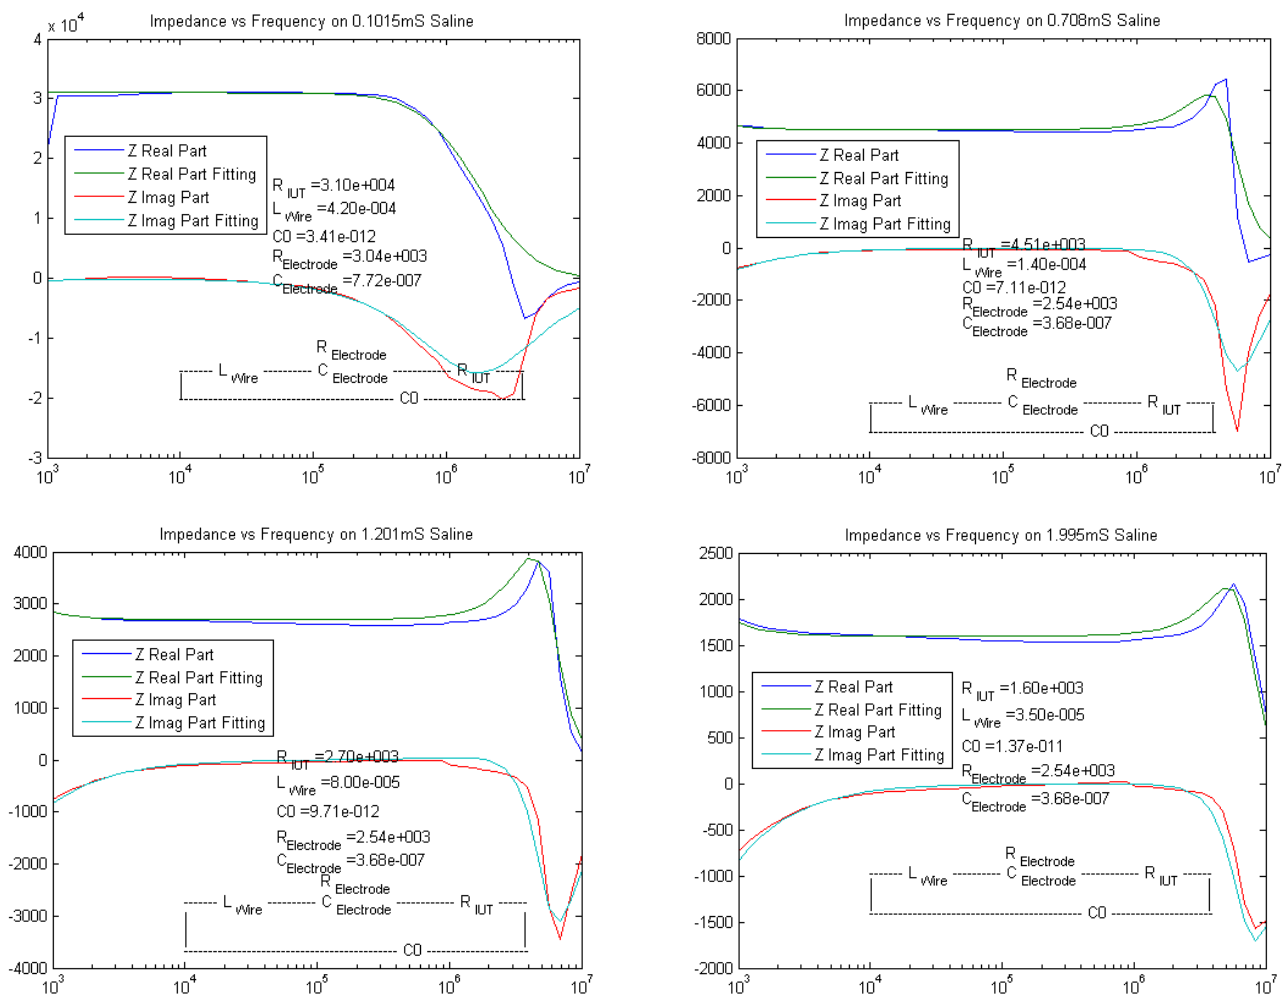 Impedance vs Frequency on 0.1015mS Saline
x 10^4
4
3
2
1
0
-1
-2
-3
10^3 10^4 10^5 10^6 10^7
Z Real Part
Z Real Part Fitting
Z Imag Part
Z Imag Part Fitting
R IUT =3.10e+004
L Wire =4.20e-004
C0 =3.41e-012
R Electrode =3.04e+003
C Electrode =7.72e-007
R Electrode
L Wire C Electrode R IUT
C0
Impedance vs Frequency on 0.708mS Saline
8000
6000
4000
2000
0
-2000
-4000
-6000
-8000
10^3 10^4 10^5 10^6 10^7
Z Real Part
Z Real Part Fitting
Z Imag Part
Z Imag Part Fitting
R IUT =4.51e+003
L Wire =1.40e-004
C0 =7.11e-012
R Electrode =2.54e+003
C Electrode =3.68e-007
R Electrode
L Wire C Electrode R IUT
C0
Impedance vs Frequency on 1.201mS Saline
4000
3000
2000
1000
0
-1000
-2000
-3000
-4000
10^3 10^4 10^5 10^6 10^7
Z Real Part
Z Real Part Fitting
Z Imag Part
Z Imag Part Fitting
R IUT =2.70e+003
L Wire =8.00e-005
C0 =9.71e-012
R Electrode =2.54e+003
C Electrode =3.68e-007
R Electrode
L Wire C Electrode R IUT
C0
Impedance vs Frequency on 1.995mS Saline
2500
2000
1500
1000
500
0
-500
-1000
-1500
-2000
10^3 10^4 10^5 10^6 10^7
Z Real Part
Z Real Part Fitting
Z Imag Part
Z Imag Part Fitting
R IUT =1.60e+003
L Wire =3.50e-005
C0 =1.37e-011
R Electrode =2.54e+003
C Electrode =3.68e-007
R Electrode
L Wire C Electrode R IUT
C0